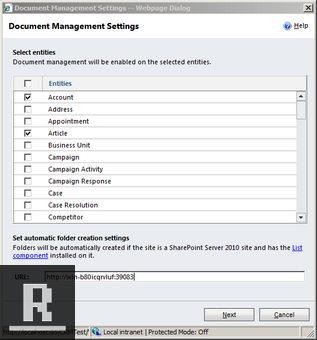 Document Management Settings -- Webpage Dialog
Document Management Settings
Help
Select entities
Document management will be enabled on the selected entities.
Entities
Account
Address
Appointment
Article
Business Unit
Campaign
Campaign Activity
Campaign Response
Case
Case Resolution
Competitor
Set automatic folder creation settings
Folders will be automatically created if the site is a SharePoint Server 2010 site and has the List
component installed on it.
URL:
http://win-b80icqrvluf:39083
Next
Cancel
Local intranet | Protected Mode: Off
R